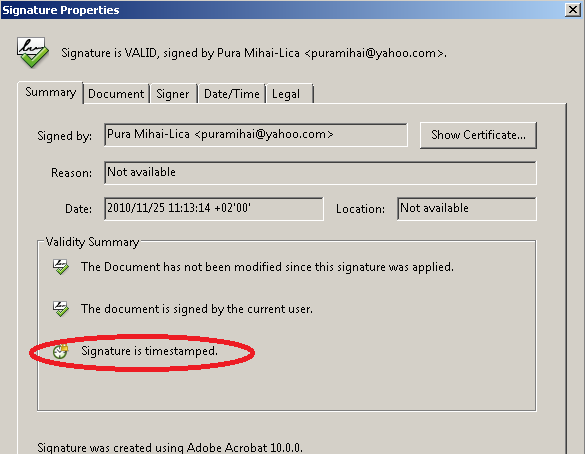 Signature Properties
Signature is VALID, signed by Pura Mihai-Lica <puramihai@yahoo.com>.
Summary Document Signer Date/Time Legal
Signed by: Pura Mihai-Lica <puramihai@yahoo.com> Show Certificate...
Reason: Not available
Date: 2010/11/25 11:13:14 +02'00' Location: Not available
Validity Summary
The Document has not been modified since this signature was applied.
The document is signed by the current user.
Signature is timestamped.
Signature was created using Adobe Acrobat 10.0.0.